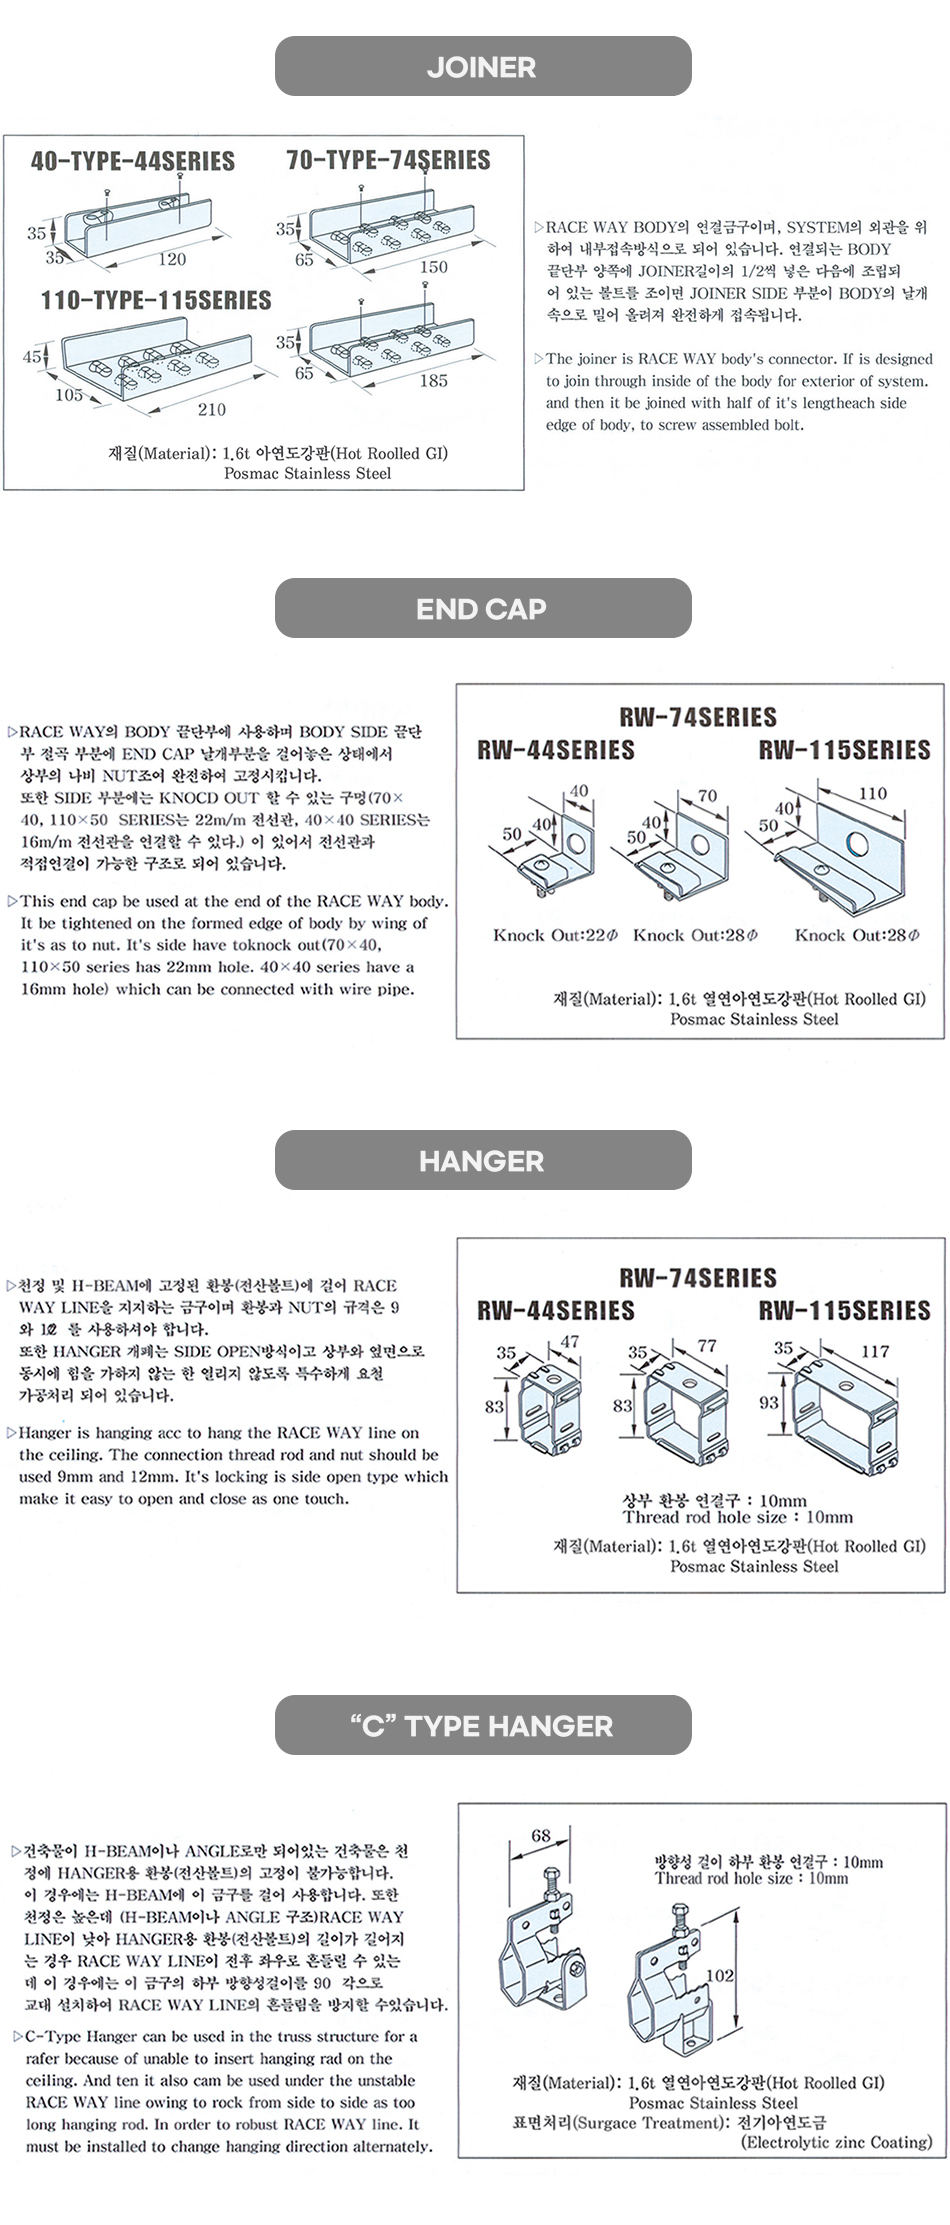 JOINER
40-TYPE-44SERIES
70-TYPE-74SERIES
35
35
120
35
65
150
110-TYPE-115SERIES
45
105
210
35
65
185
재질(Material): 1.6t 아연도강판(Hot Roolled GI)
Posmac Stainless Steel
▷RACE WAY BODY의 연결금구이며, SYSTEM의 외관을 위
하여 내부접속방식으로 되어 있습니다. 연결되는 BODY
끝단부 양쪽에 JOINER길이의 1/2씩 넣은 다음에 조립되
어 있는 볼트를 조이면 JOINER SIDE 부분이 BODY의 날개
속으로 밀어 올려져 완전하게 접속됩니다.
▷The joiner is RACE WAY body's connector. If is designed
to join through inside of the body for exterior of system.
and then it be joined with half of it's lengtheach side
edge of body, to screw assembled bolt.
END CAP
▷RACE WAY의 BODY 끝단부에 사용하며 BODY SIDE 끝단
부 절곡 부분에 END CAP 날개부분을 걸어놓은 상태에서
상부의 나비 NUT조여 완전하여 고정시킵니다.
또한 SIDE 부분에는 KNOCD OUT 할 수 있는 구멍(70×
40, 110×50 SERIES는 22m/m 전선관, 40×40 SERIES는
16m/m 전선관을 연결할 수 있다.) 이 있어서 전선관과
적접연결이 가능한 구조로 되어 있습니다.
▷This end cap be used at the end of the RACE WAY body.
It be tightened on the formed edge of body by wing of
it's as to nut. It's side have toknock out(70×40,
110×50 series has 22mm hole. 40×40 series have a
16mm hole) which can be connected with wire pipe.
RW-74SERIES
RW-44SERIES
RW-115SERIES
40
40
50
70
40
50
110
40
50
Knock Out:22Φ
Knock Out:28Φ
Knock Out:28Φ
재질(Material): 1.6t 열연아연도강판(Hot Roolled GI)
Posmac Stainless Steel
HANGER
▷천정 및 H-BEAM에 고정된 환봉(전산볼트)에 걸어 RACE
WAY LINE을 지지하는 금구이며 환봉과 NUT의 규격은 9
와 12 를 사용하셔야 합니다.
또한 HANGER 개폐는 SIDE OPEN방식이고 상부와 옆면으로
동시에 힘을 가하지 않는 한 열리지 않도록 특수하게 요철
가공처리 되어 있습니다.
▷Hanger is hanging acc to hang the RACE WAY line on
the ceiling. The connection thread rod and nut should be
used 9mm and 12mm. It's locking is side open type which
make it easy to open and close as one touch.
RW-74SERIES
RW-44SERIES
RW-115SERIES
35
47
83
35
77
83
35
117
93
상부 환봉 연결구 : 10mm
Thread rod hole size : 10mm
재질(Material): 1.6t 열연아연도강판(Hot Roolled GI)
Posmac Stainless Steel
“C” TYPE HANGER
▷건축물이 H-BEAM이나 ANGLE로만 되어있는 건축물은 천
정에 HANGER용 환봉(전산볼트)의 고정이 불가능합니다.
이 경우에는 H-BEAM에 이 금구를 걸어 사용합니다. 또한
천정은 높은데 (H-BEAM이나 ANGLE 구조)RACE WAY
LINE이 낮아 HANGER용 환봉(전산볼트)의 길이가 길어지
는 경우 RACE WAY LINE이 전후 좌우로 흔들릴 수 있는
데 이 경우에는 이 금구의 하부 방향성걸이를 90 각으로
교대 설치하여 RACE WAY LINE의 흔들림을 방지할 수있습니다.
▷C-Type Hanger can be used in the truss structure for a
rafer because of unable to insert hanging rad on the
ceiling. And ten it also cam be used under the unstable
RACE WAY line owing to rock from side to side as too
long hanging rod. In order to robust RACE WAY line. It
must be installed to change hanging direction alternately.
68
방향성 걸이 하부 환봉 연결구 : 10mm
Thread rod hole size : 10mm
102
재질(Material): 1.6t 열연아연도강판(Hot Roolled GI)
Posmac Stainless Steel
표면처리(Surgace Treatment): 전기아연도금
(Electrolytic zinc Coating)